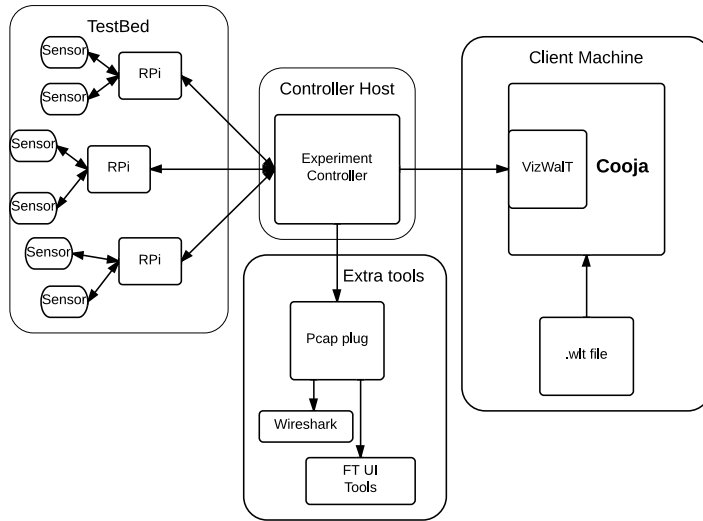 TestBed
Sensor
Sensor
RPi
Sensor
Sensor
RPi
Sensor
Sensor
RPi
Controller Host
Experiment
Controller
Extra tools
Pcap plug
Wireshark
FT UI
Tools
Client Machine
VizWalT
Cooja
.wlt file